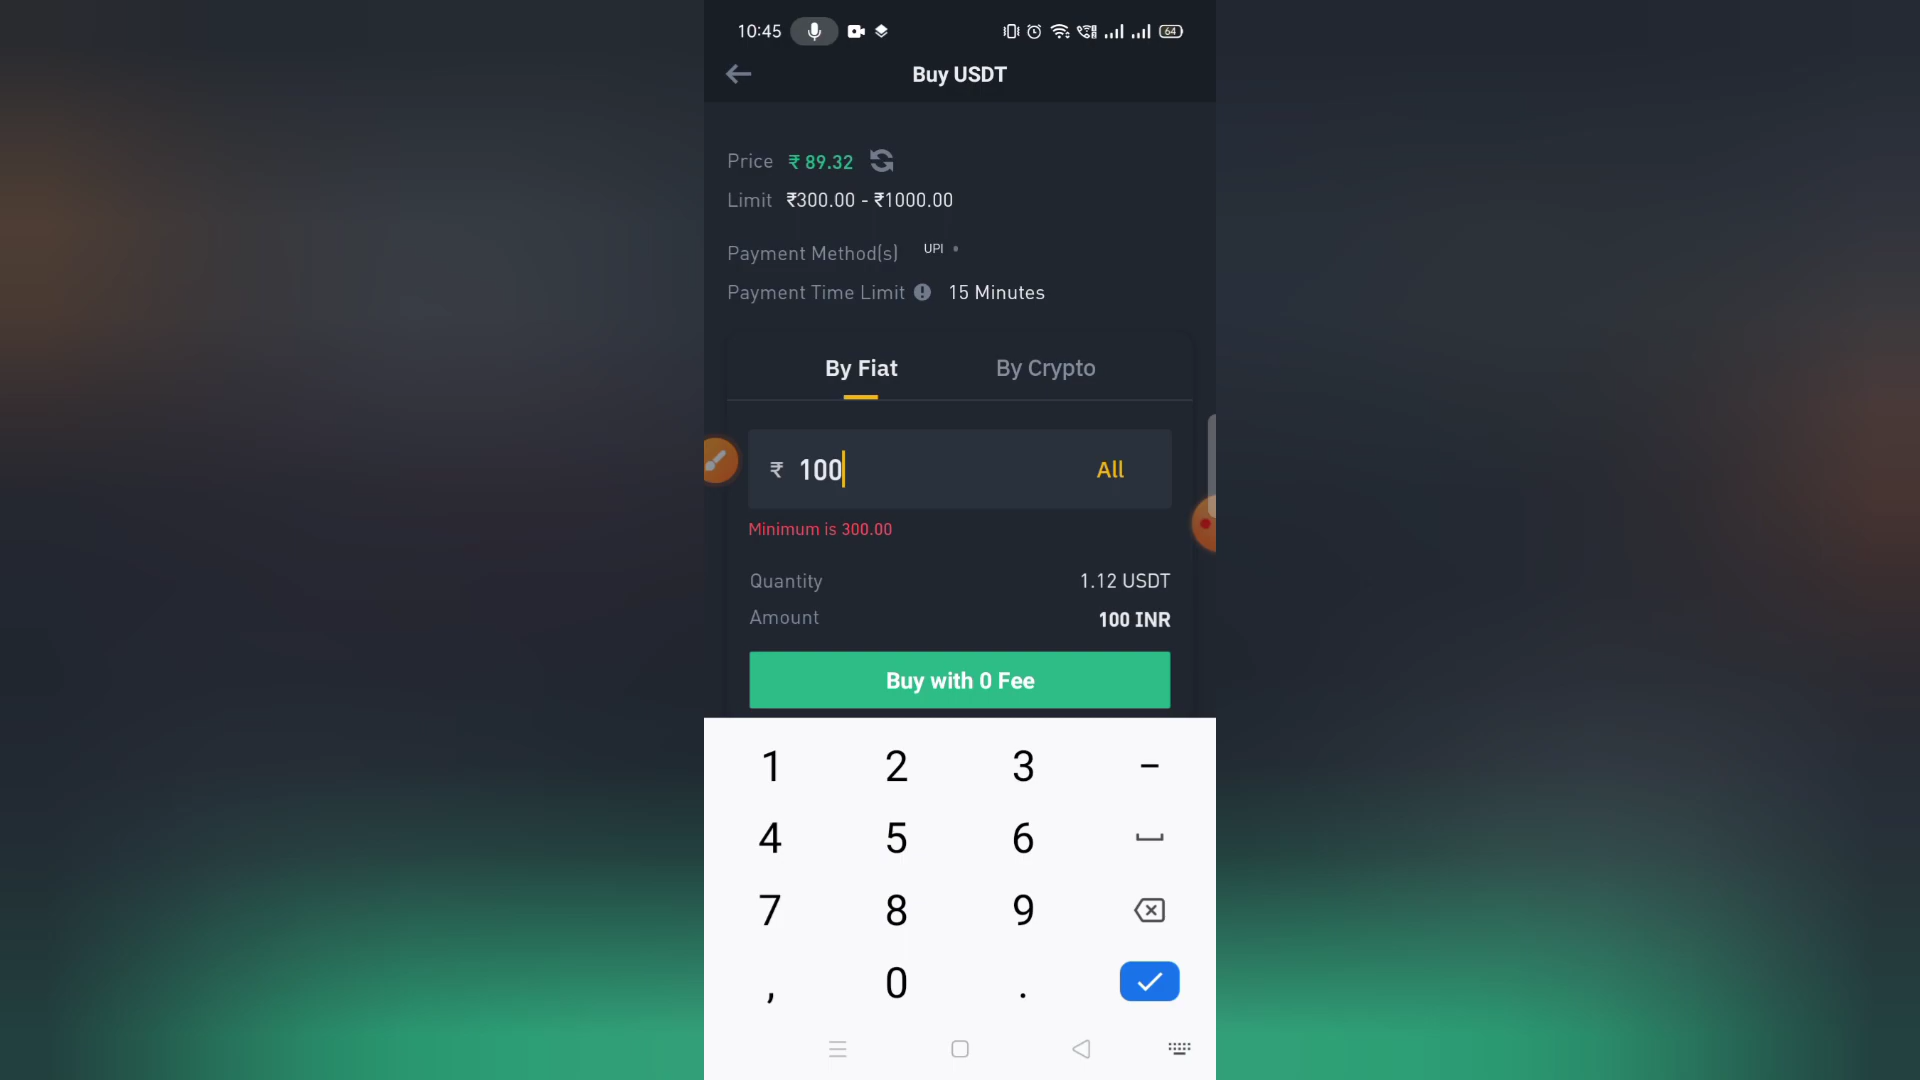 10:45 64
Buy USDT
Price ₹ 89.32
Limit ₹300.00 - ₹1000.00
Payment Method(s) UPI
Payment Time Limit 15 Minutes
By Fiat By Crypto
₹ 100 All
Minimum is 300.00
Quantity 1.12 USDT
Amount 100 INR
Buy with 0 Fee
1 2 3 –
4 5 6
7 8 9
, 0 .